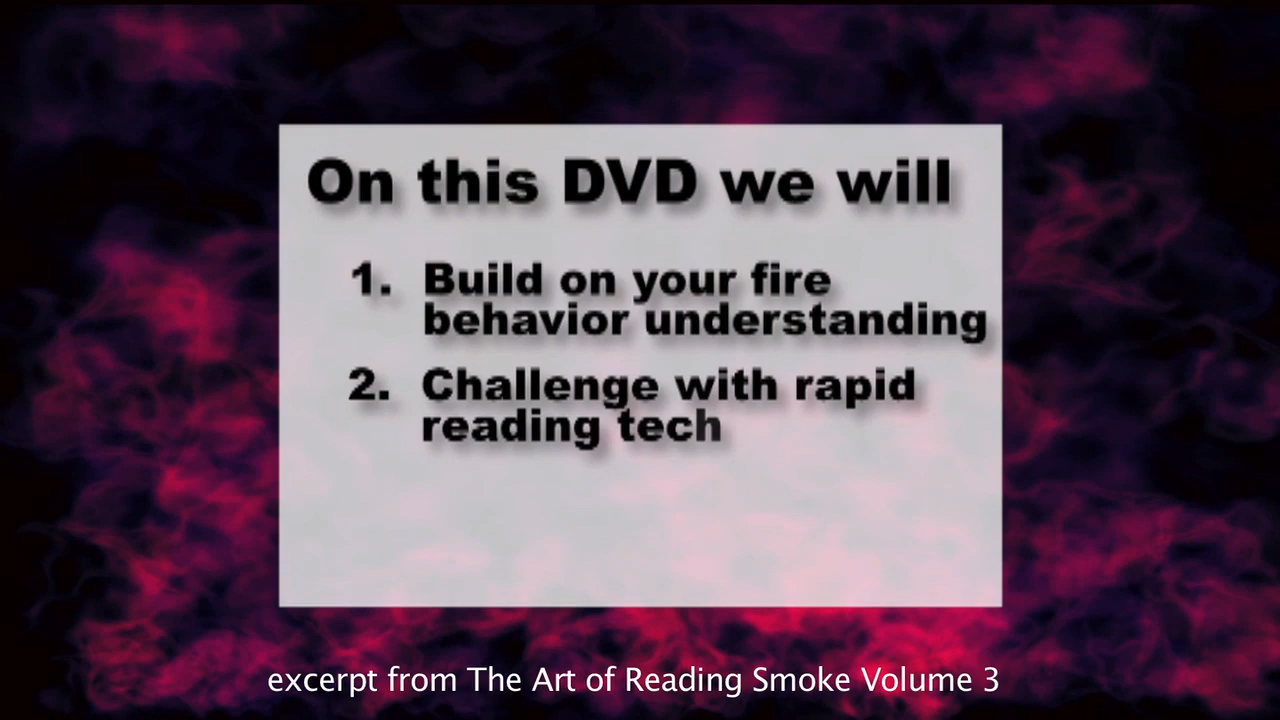 On this DVD we will
1. Build on your fire
behavior understanding
2. Challenge with rapid
reading tech
excerpt from The Art of Reading Smoke Volume 3